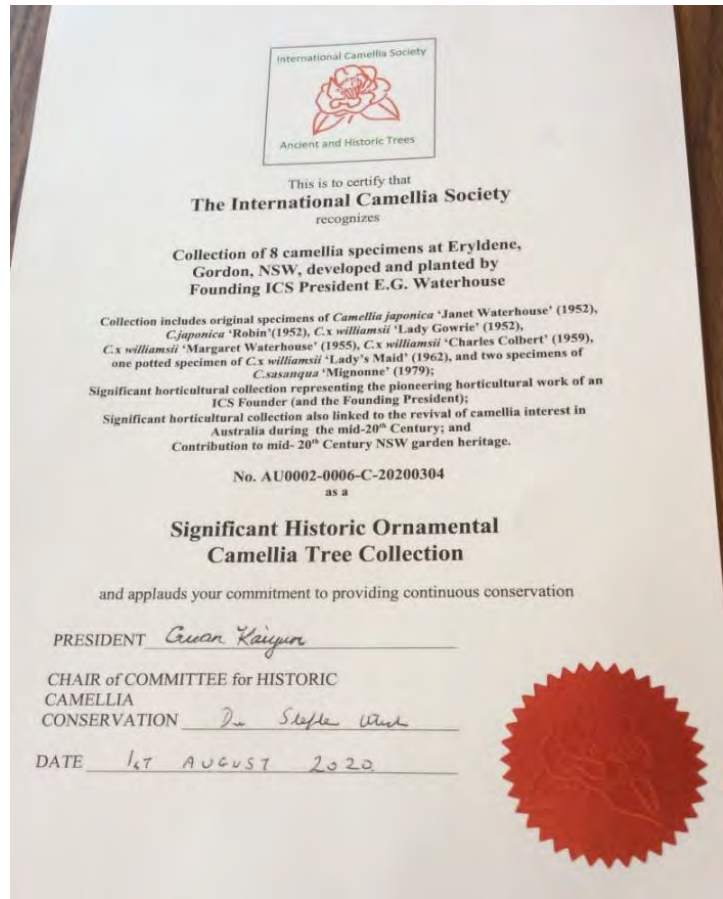 International Camellia Society
Ancient and Historic Trees
This is to certify that
The International Camellia Society
recognizes
Collection of 8 camellia specimens at Eryldene,
Gordon, NSW, developed and planted by
Founding ICS President E.G. Waterhouse
Collection includes original specimens of Camellia japonica ‘Janet Waterhouse’ (1952),
C.japonica ‘Robin’(1952), C.x williamsii ‘Lady Gowrie’ (1952),
C.x williamsii ‘Margaret Waterhouse’ (1955), C.x williamsii ‘Charles Colbert’ (1959),
one potted specimen of C.x williamsii ‘Lady’s Maid’ (1962), and two specimens of
C.sasanqua ‘Mignonne’ (1979);
Significant horticultural collection representing the pioneering horticultural work of an
ICS Founder (and the Founding President);
Significant horticultural collection also linked to the revival of camellia interest in
Australia during the mid-20th Century; and
Contribution to mid- 20th Century NSW garden heritage.
No. AU0002-0006-C-20200304
as a
Significant Historic Ornamental
Camellia Tree Collection
and applauds your commitment to providing continuous conservation
PRESIDENT Guan Kaiyun
CHAIR of COMMITTEE for HISTORIC
CAMELLIA
CONSERVATION Dr
DATE 1ST AUGUST 2020